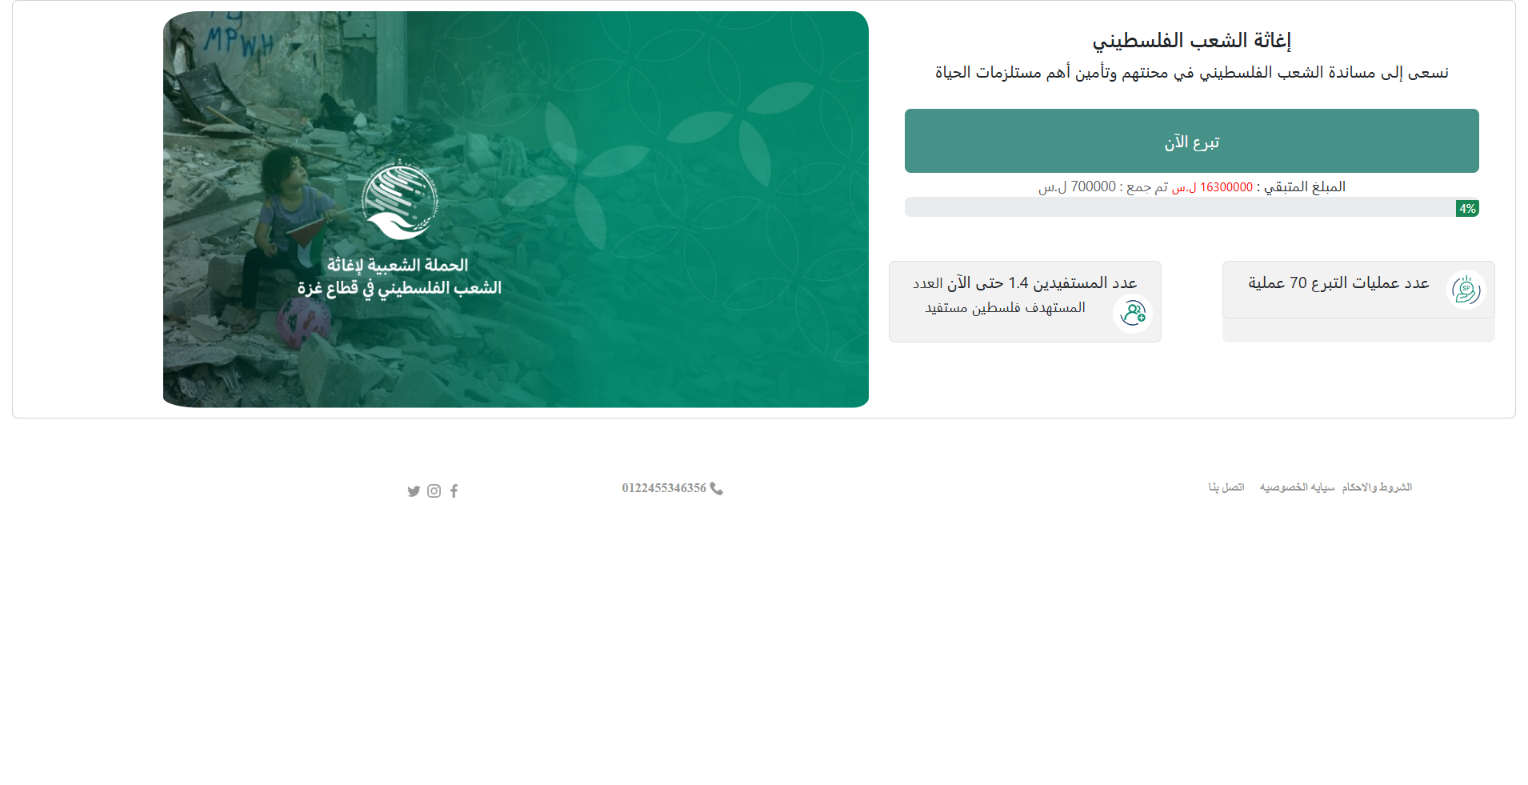 إغاثة الشعب الفلسطيني
نسعى إلى مساندة الشعب الفلسطيني في محنتهم وتأمين أهم مستلزمات الحياة
تبرع الآن
المبلغ المتبقي : 16300000 ل.س تم جمع : 700000 ل.س
4%
عدد عمليات التبرع 70 عملية
عدد المستفيدين 1.4 حتى الآن العدد
المستهدف فلسطين مستفيد
MPWH
الحملة الشعبية لإغاثة
الشعب الفلسطيني في قطاع غزة
الشروط والاحكام سيايه الخصوصيه اتصل بنا
0122455346356